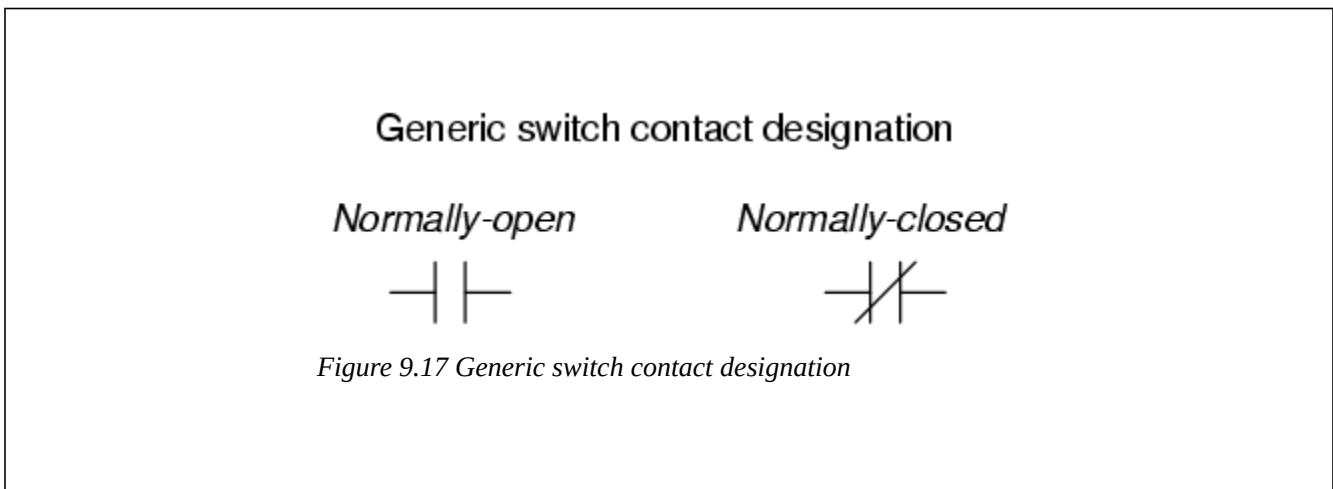 Generic switch contact designation
Normally-open Normally-closed
Figure 9.17 Generic switch contact designation